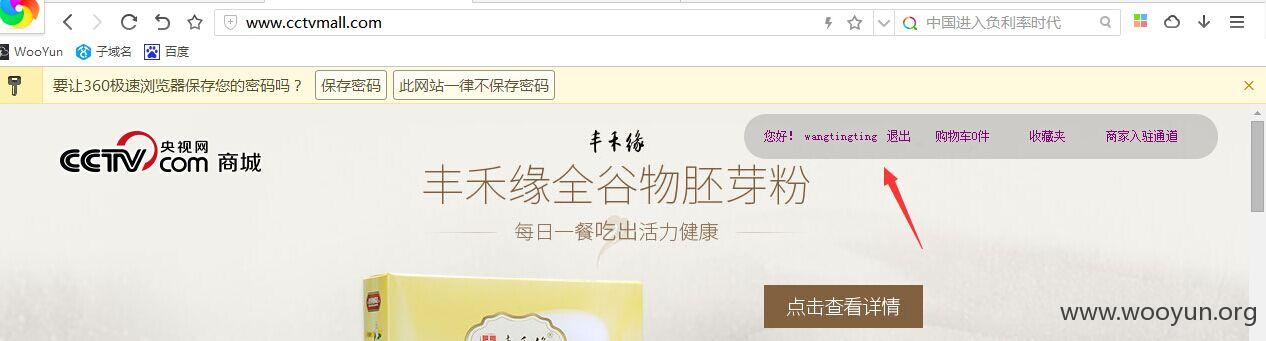 www.cctvmall.com
中国进入负利率时代
WooYun 子域名 百度
要让360极速浏览器保存您的密码吗？ 保存密码 此网站一律不保存密码
CCTV.com 央视网 商城
您好！ wangtingting 退出 购物车0件 收藏夹 商家入驻通道
丰禾缘
丰禾缘全谷物胚芽粉
每日一餐吃出活力健康
点击查看详情
丰禾缘
www.wooyun.org